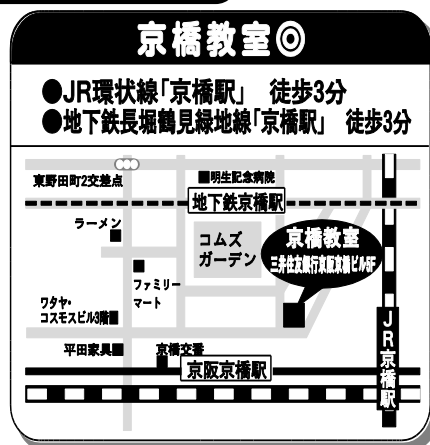 京橋教室◎
●JR環状線「京橋駅」 徒歩3分
●地下鉄長堀鶴見緑地線「京橋駅」 徒歩3分
東野田町2交差点
■明生記念病院
地下鉄京橋駅
ラーメン
コムズ
ガーデン
京橋教室
三井住友銀行京阪京橋ビル5F
ファミリー
マート
ワタヤ・
コスモスビル3階
平田家具
京橋交番
京阪京橋駅
JR京橋駅